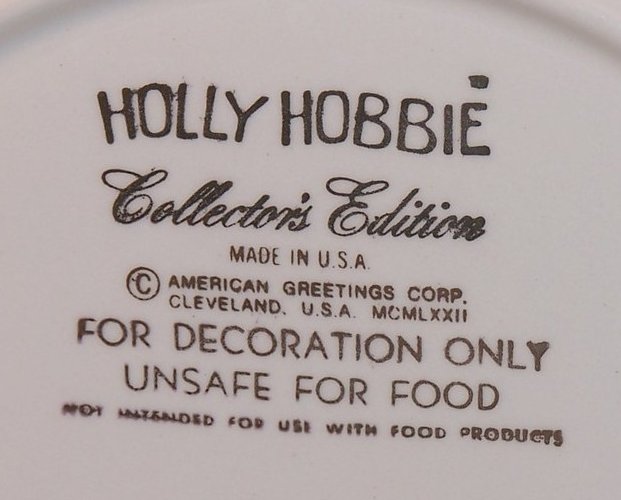 HOLLY HOBBIE
Collector's Edition
MADE IN U.S.A.
© AMERICAN GREETINGS CORP.
CLEVELAND, U.S.A. MCMLXXII
FOR DECORATION ONLY
UNSAFE FOR FOOD
NOT INTENDED FOR USE WITH FOOD PRODUCTS